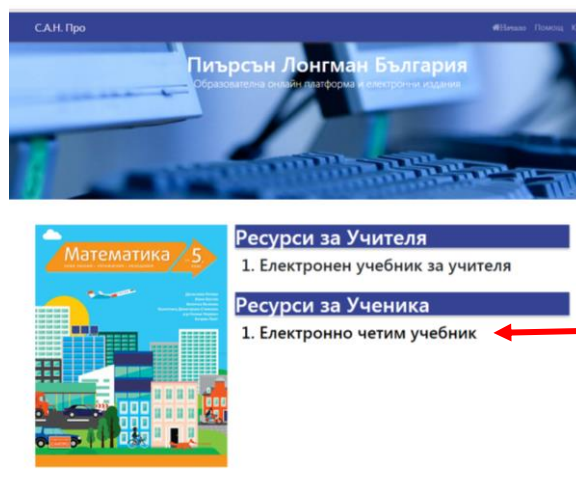 С.А.Н. Про
Начало Помощ
Пиърсън Лонгман България
Образователна онлайн платформа и електронни издания
Математика 5
Ресурси за Учителя
1. Електронен учебник за учителя
Ресурси за Ученика
1. Електронно четим учебник